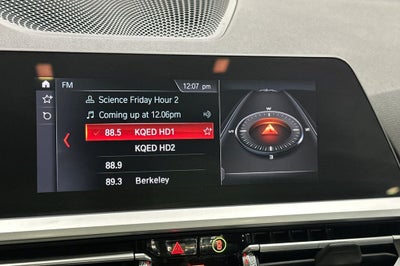 FM
12:07 pm
Science Friday Hour 2
Coming up at 12.06pm
88.5 KQED HD1
KQED HD2
88.9
89.3 Berkeley
W
S
N
E